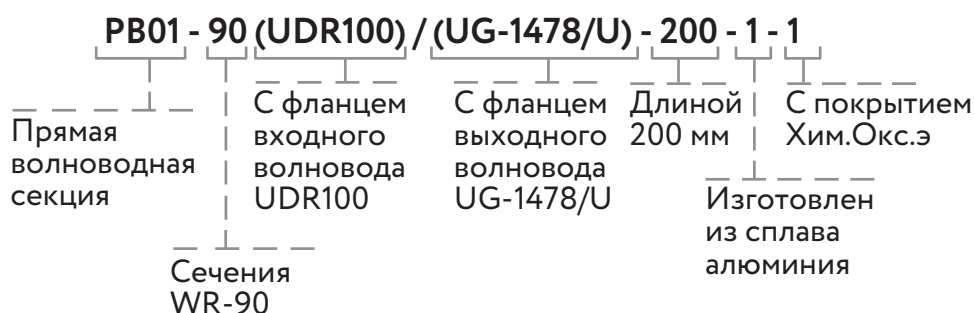 PB01 - 90 (UDR100) / (UG-1478/U) - 200 - 1 - 1
Прямая
волноводная
секция
Сечения
WR-90
С фланцем
входного
волновода
UDR100
С фланцем
выходного
волновода
UG-1478/U
Длиной
200 мм
Изготовлен
из сплава
алюминия
С покрытием
Хим.Окс.э